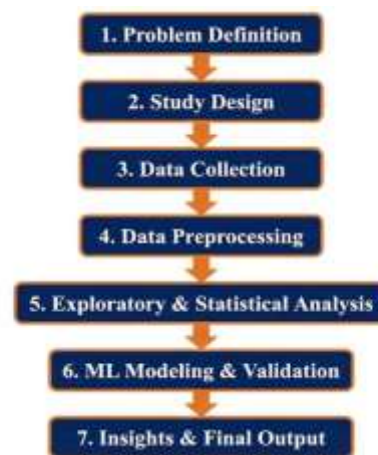 1. Problem Definition
2. Study Design
3. Data Collection
4. Data Preprocessing
5. Exploratory & Statistical Analysis
6. ML Modeling & Validation
7. Insights & Final Output